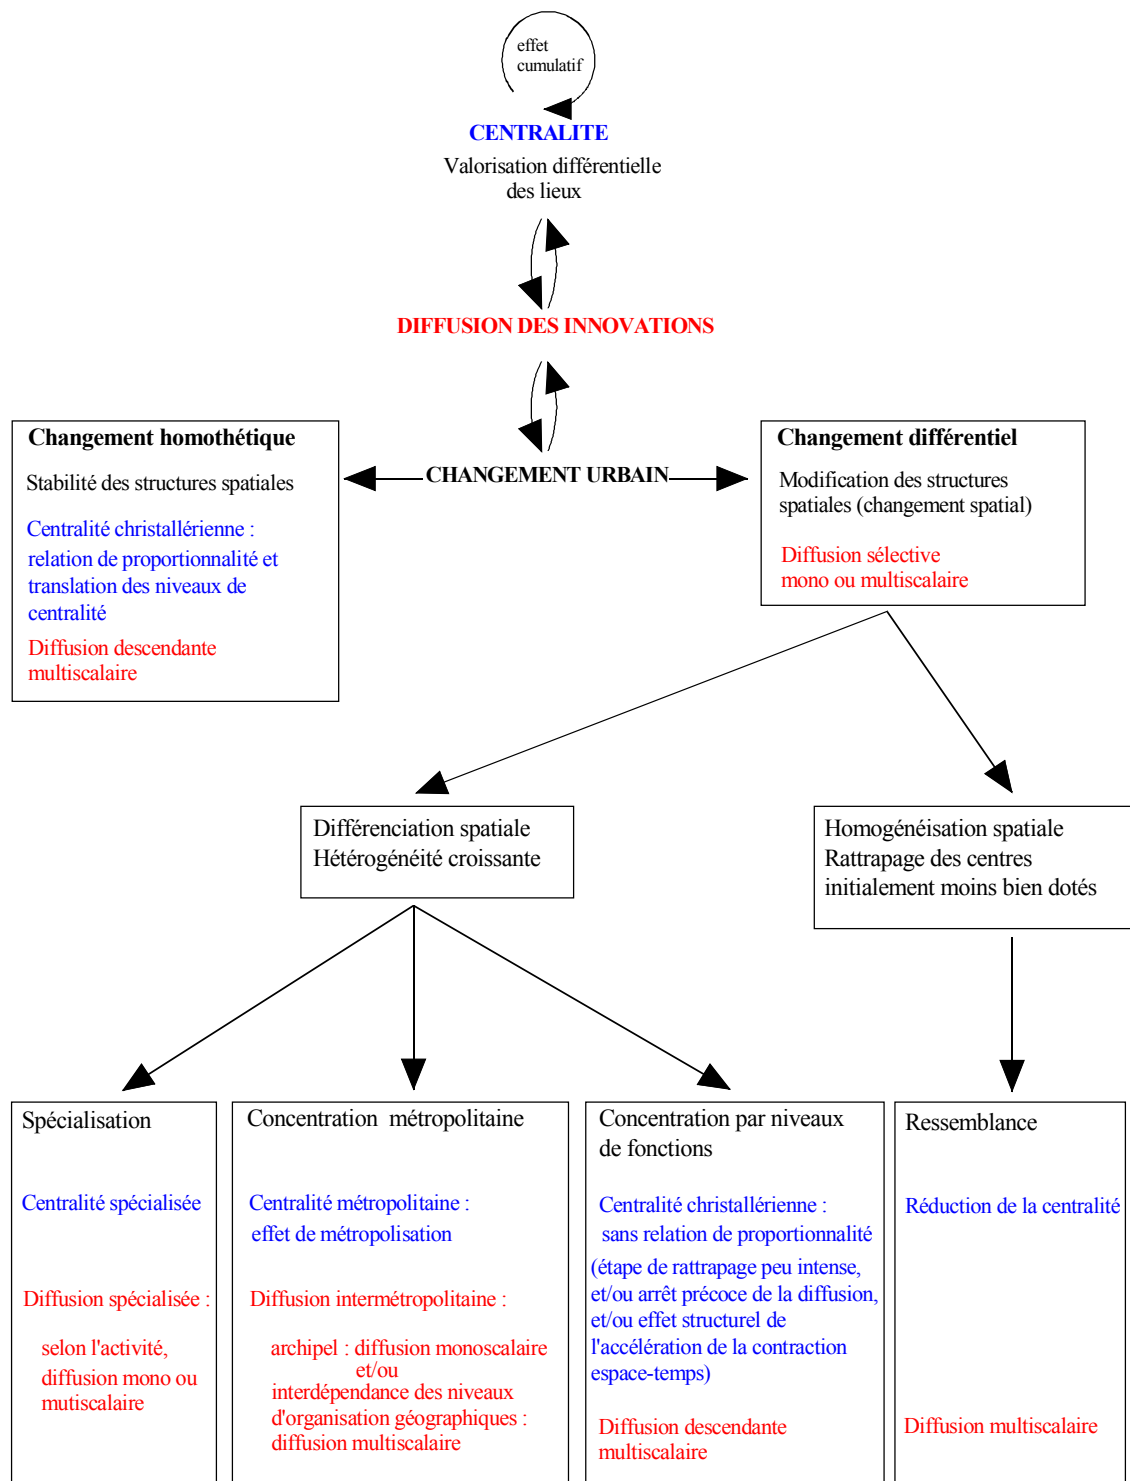 effet
cumulatif
CENTRALITE
Valorisation différentielle
des lieux
DIFFUSION DES INNOVATIONS
CHANGEMENT URBAIN
Changement homothétique
Stabilité des structures spatiales
Centralité christallérienne :
relation de proportionnalité et
translation des niveaux de
centralité
Diffusion descendante
multiscalaire
Changement différentiel
Modification des structures
spatiales (changement spatial)
Diffusion sélective
mono ou multiscalaire
Différenciation spatiale
Hétérogénéité croissante
Homogénéisation spatiale
Rattrapage des centres
initialement moins bien dotés
Spécialisation
Centralité spécialisée
Diffusion spécialisée :
selon l'activité,
diffusion mono ou
mutiscalaire
Concentration métropolitaine
Centralité métropolitaine :
effet de métropolisation
Diffusion intermétropolitaine :
archipel : diffusion monoscalaire
et/ou
interdépendance des niveaux
d'organisation géographiques :
diffusion multiscalaire
Concentration par niveaux
de fonctions
Centralité christallérienne :
sans relation de proportionnalité
(étape de rattrapage peu intense,
et/ou arrêt précoce de la diffusion,
et/ou effet structurel de
l'accélération de la contraction
espace-temps)
Diffusion descendante
multiscalaire
Ressemblance
Réduction de la centralité
Diffusion multiscalaire